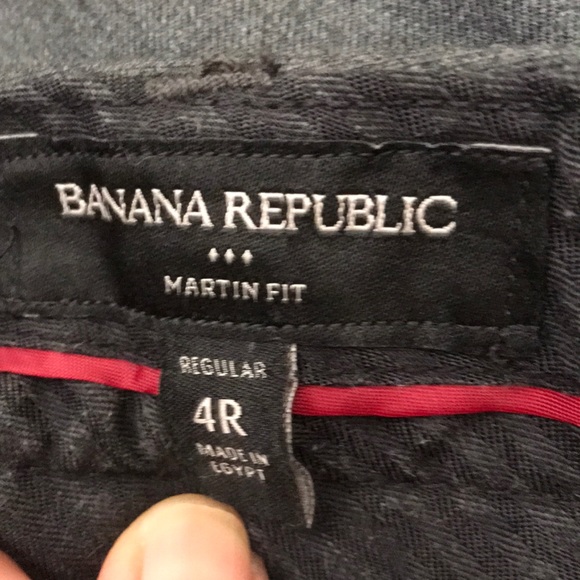 BANANA REPUBLIC
MARTIN FIT
REGULAR
4R
MADE IN
EGYPT